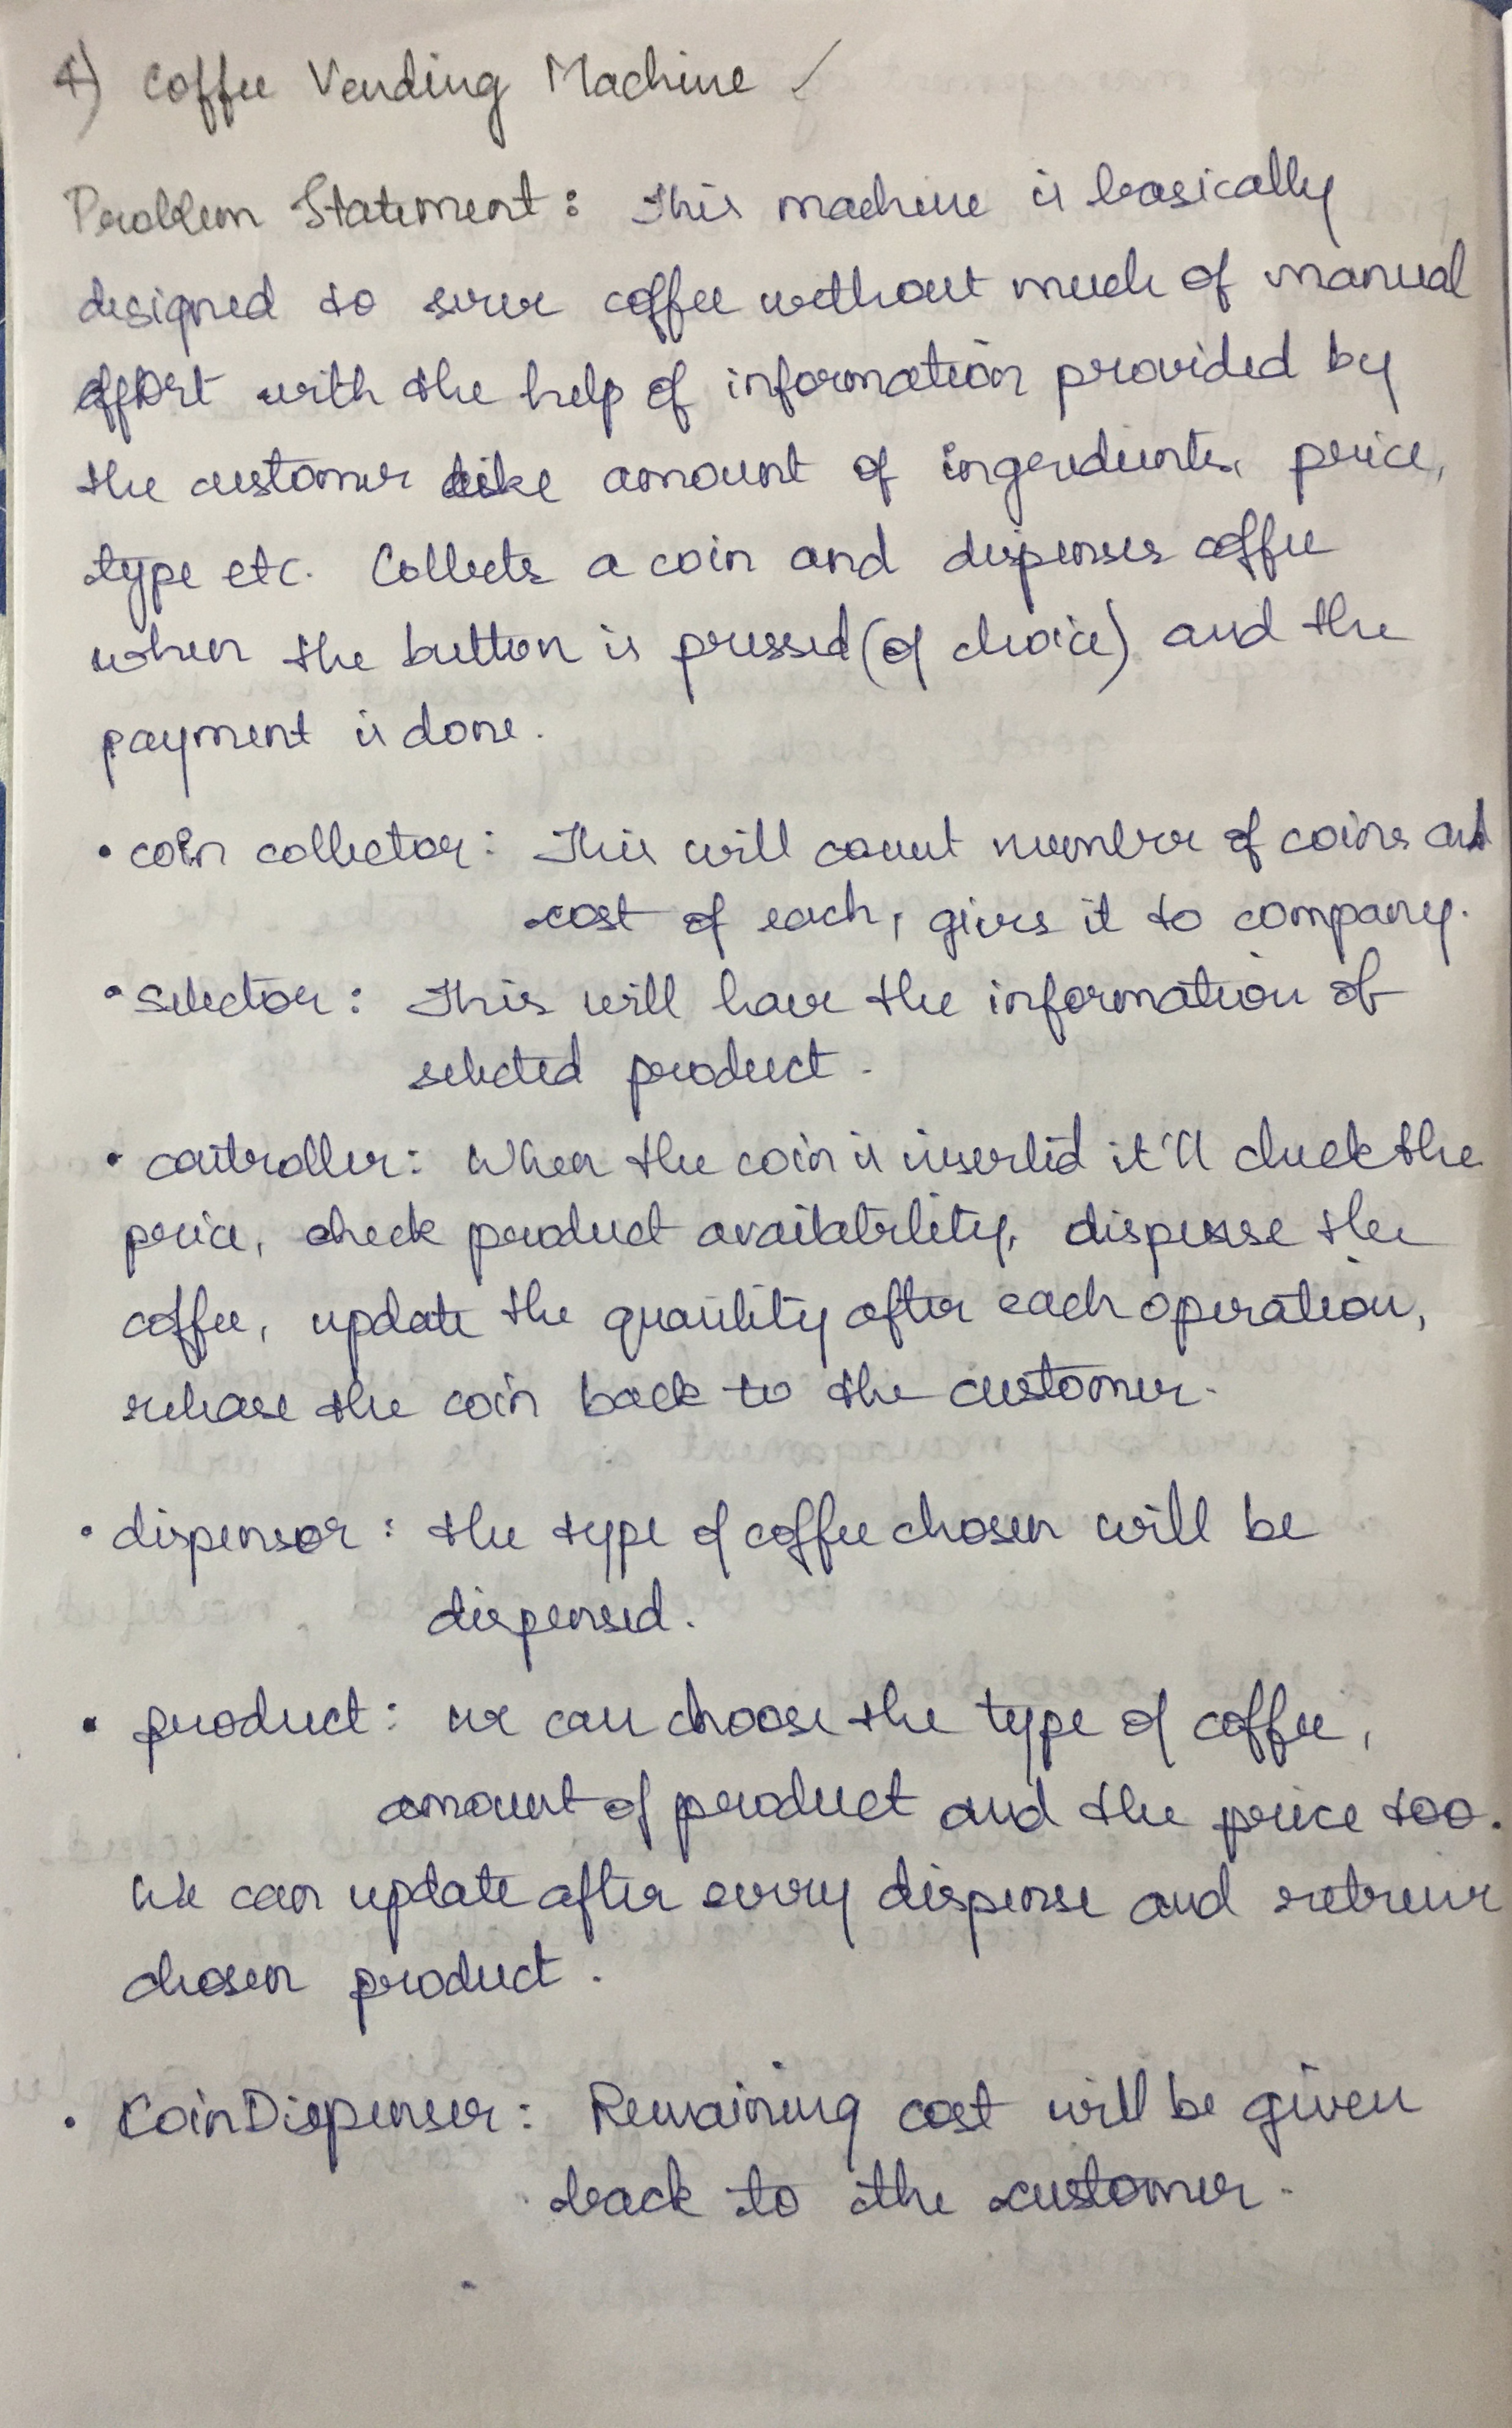 4) Coffee Vending Machine ✓
Problem Statement: This machine is basically
designed to serve coffee without much of manual
effort with the help of information provided by
the customer like amount of ingredients, price,
type etc. Collects a coin and dispenses coffee
when the button is pressed (of choice) and the
payment is done.
• coin collector: This will count number of coins and
cost of each, gives it to company.
• selector: This will have the information of
selected product.
• controller: When the coin is inserted it'll check the
price, check product availability, dispense the
coffee, update the quantity after each operation,
release the coin back to the customer.
• dispensor: the type of coffee chosen will be
dispensed.
• product: we can choose the type of coffee,
amount of product and the price too.
We can update after every dispense and retreive
chosen product.
• CoinDispenser: Remaining cost will be given
back to the customer.